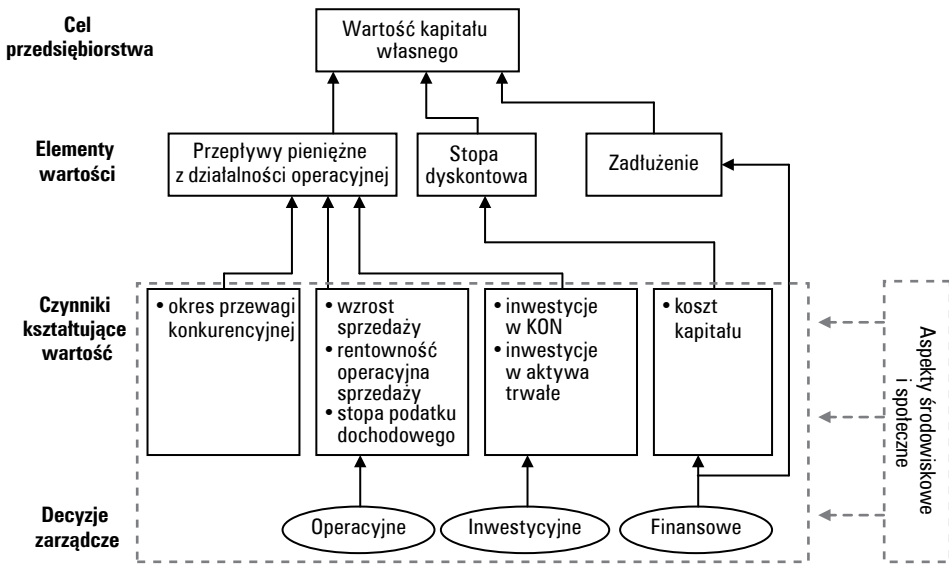 Cel
przedsiębiorstwa
Wartość kapitału
własnego
Elementy
wartości
Przepływy pieniężne
z działalności operacyjnej
Stopa
dyskontowa
Zadłużenie
Czynniki
kształtujące
wartość
• okres przewagi
konkurencyjnej
• wzrost
sprzedaży
• rentowność
operacyjna
sprzedaży
• stopa podatku
dochodowego
• inwestycje
w KON
• inwestycje
w aktywa
trwałe
• koszt
kapitału
Aspekty środowiskowe
i społeczne
Decyzje
zarządcze
Operacyjne
Inwestycyjne
Finansowe